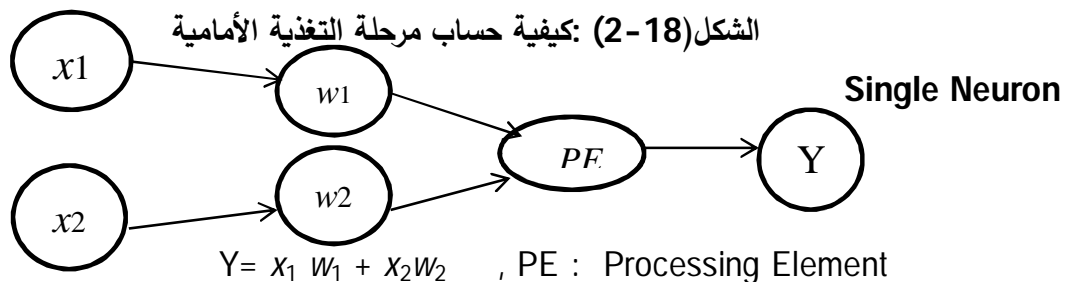 الشكل(18-2) :كيفية حساب مرحلة التغذية الأمامية
x1
w1
Single Neuron
PE
Y
x2
w2
Y= x₁ w₁ + x₂w₂ , PE : Processing Element